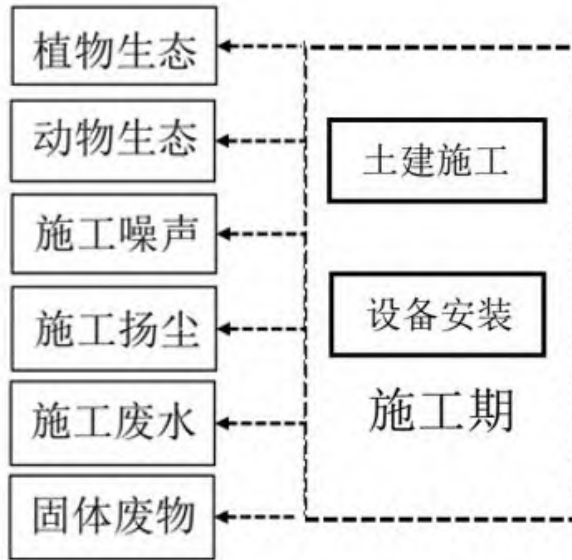 植物生态
动物生态
施工噪声
施工扬尘
施工废水
固体废物
土建施工
设备安装
施工期